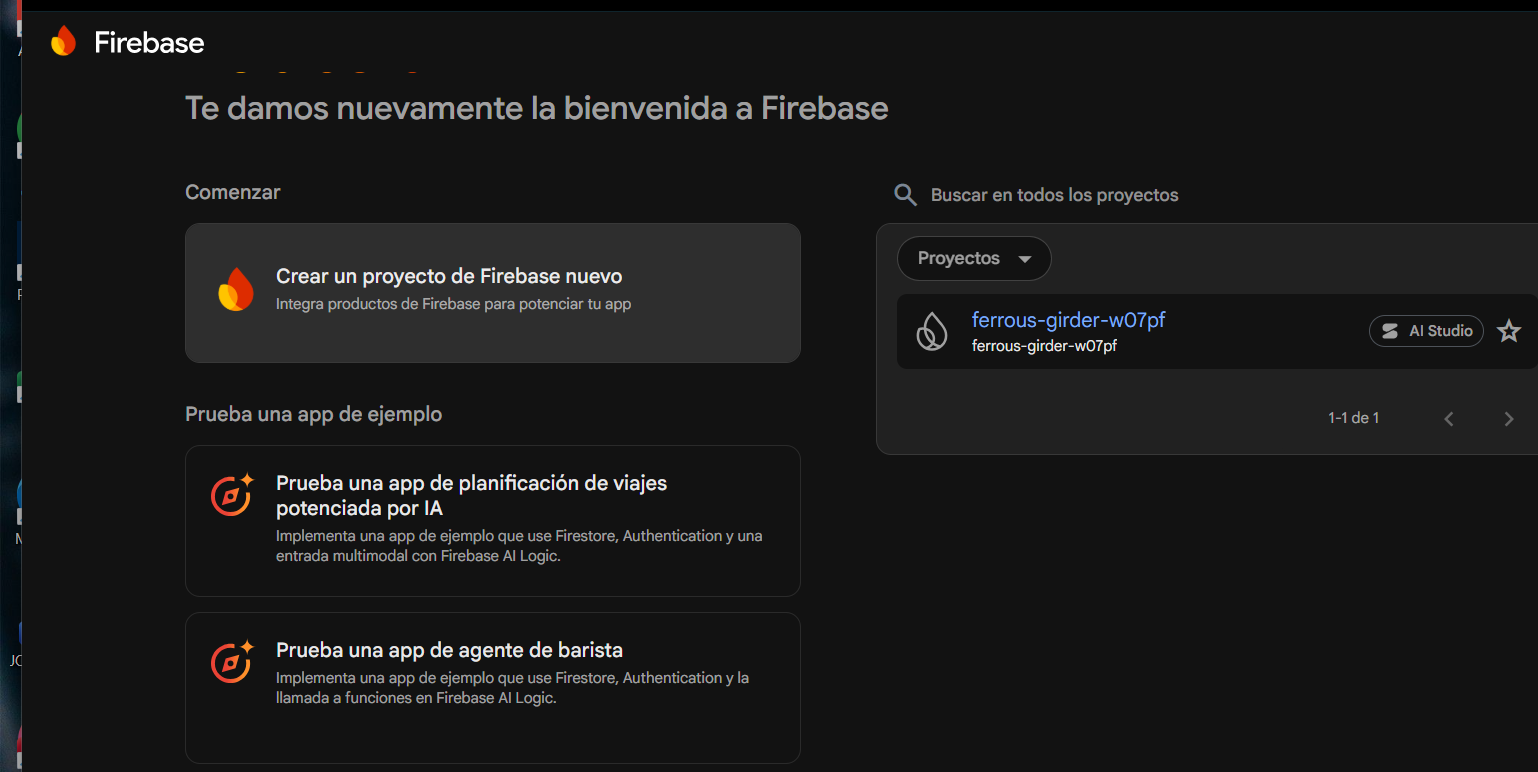 Firebase
Te damos nuevamente la bienvenida a Firebase
Comenzar
Crear un proyecto de Firebase nuevo
Integra productos de Firebase para potenciar tu app
Prueba una app de ejemplo
Prueba una app de planificación de viajes
potenciada por IA
Implementa una app de ejemplo que use Firestore, Authentication y una
entrada multimodal con Firebase AI Logic.
Prueba una app de agente de barista
Implementa una app de ejemplo que use Firestore, Authentication y la
llamada a funciones en Firebase AI Logic.
Buscar en todos los proyectos
Proyectos
ferrous-girder-w07pf
ferrous-girder-w07pf
AI Studio
1-1 de 1